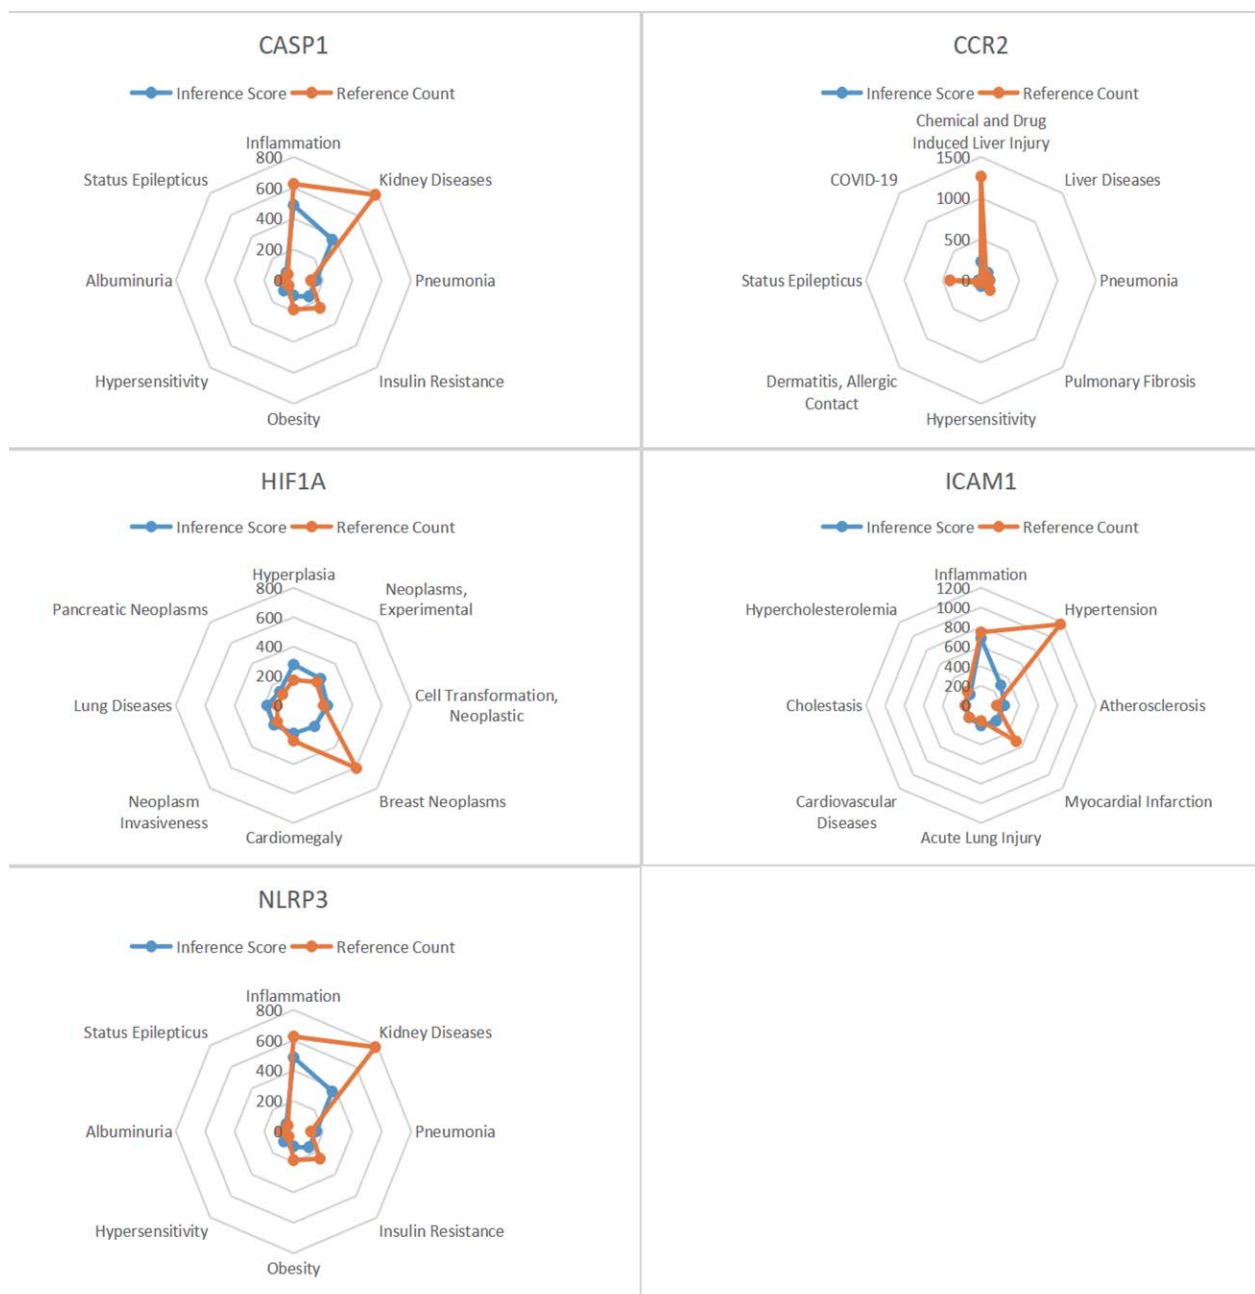 CASP1
Inference Score Reference Count
Inflammation
800
Status Epilepticus
Kidney Diseases
600
400
200
Albuminuria
0
Pneumonia
Hypersensitivity
Insulin Resistance
Obesity
CCR2
Inference Score Reference Count
Chemical and Drug
Induced Liver Injury
1500
COVID-19
Liver Diseases
1000
500
Status Epilepticus
0
Pneumonia
Dermatitis, Allergic
Contact
Pulmonary Fibrosis
Hypersensitivity
HIF1A
Inference Score Reference Count
Hyperplasia
800
Pancreatic Neoplasms
Neoplasms,
Experimental
600
400
200
Lung Diseases
0
Cell Transformation,
Neoplastic
Neoplasm
Invasiveness
Breast Neoplasms
Cardiomegaly
ICAM1
Inference Score Reference Count
Inflammation
1200
Hypercholesterolemia
Hypertension
1000
800
600
400
200
Cholestasis
0
Atherosclerosis
Cardiovascular
Diseases
Myocardial Infarction
Acute Lung Injury
NLRP3
Inference Score Reference Count
Inflammation
800
Status Epilepticus
Kidney Diseases
600
400
200
Albuminuria
0
Pneumonia
Hypersensitivity
Insulin Resistance
Obesity